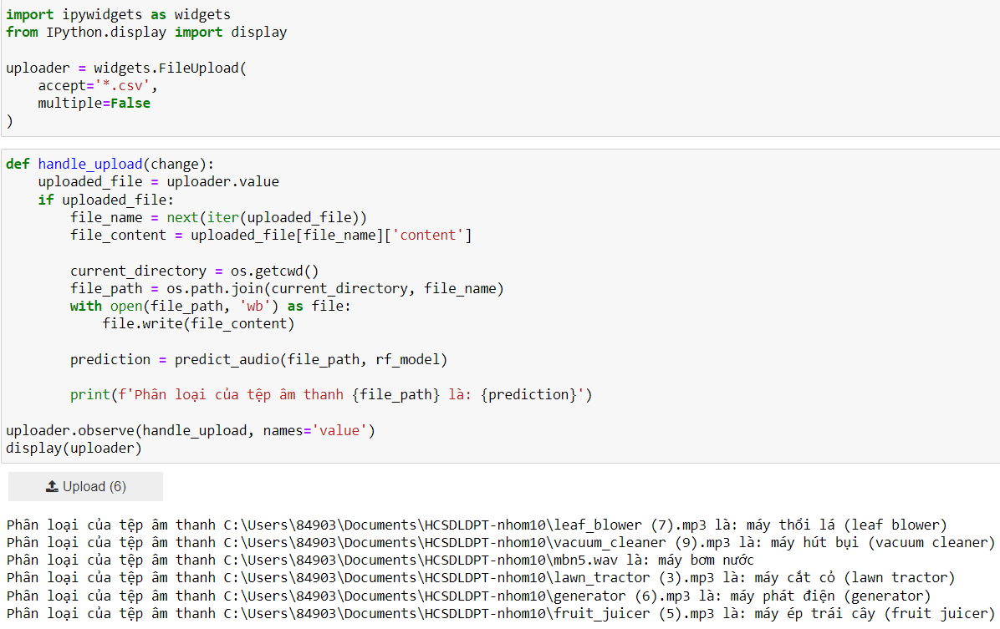 import ipywidgets as widgets
from IPython.display import display

uploader = widgets.FileUpload(
    accept='*.csv',
    multiple=False
)

def handle_upload(change):
    uploaded_file = uploader.value
    if uploaded_file:
        file_name = next(iter(uploaded_file))
        file_content = uploaded_file[file_name]['content']

        current_directory = os.getcwd()
        file_path = os.path.join(current_directory, file_name)
        with open(file_path, 'wb') as file:
            file.write(file_content)

        prediction = predict_audio(file_path, rf_model)

        print(f'Phân loại của tệp âm thanh {file_path} là: {prediction}')

uploader.observe(handle_upload, names='value')
display(uploader)

Upload (6)

Phân loại của tệp âm thanh C:\Users\84903\Documents\HCSDLDPT-nhom10\leaf_blower (7).mp3 là: máy thổi lá (leaf blower)
Phân loại của tệp âm thanh C:\Users\84903\Documents\HCSDLDPT-nhom10\vacuum_cleaner (9).mp3 là: máy hút bụi (vacuum cleaner)
Phân loại của tệp âm thanh C:\Users\84903\Documents\HCSDLDPT-nhom10\mbn5.wav là: máy bơm nước
Phân loại của tệp âm thanh C:\Users\84903\Documents\HCSDLDPT-nhom10\lawn_tractor (3).mp3 là: máy cắt cỏ (lawn tractor)
Phân loại của tệp âm thanh C:\Users\84903\Documents\HCSDLDPT-nhom10\generator (6).mp3 là: máy phát điện (generator)
Phân loại của tệp âm thanh C:\Users\84903\Documents\HCSDLDPT-nhom10\fruit_juicer (5).mp3 là: máy ép trái cây (fruit juicer)